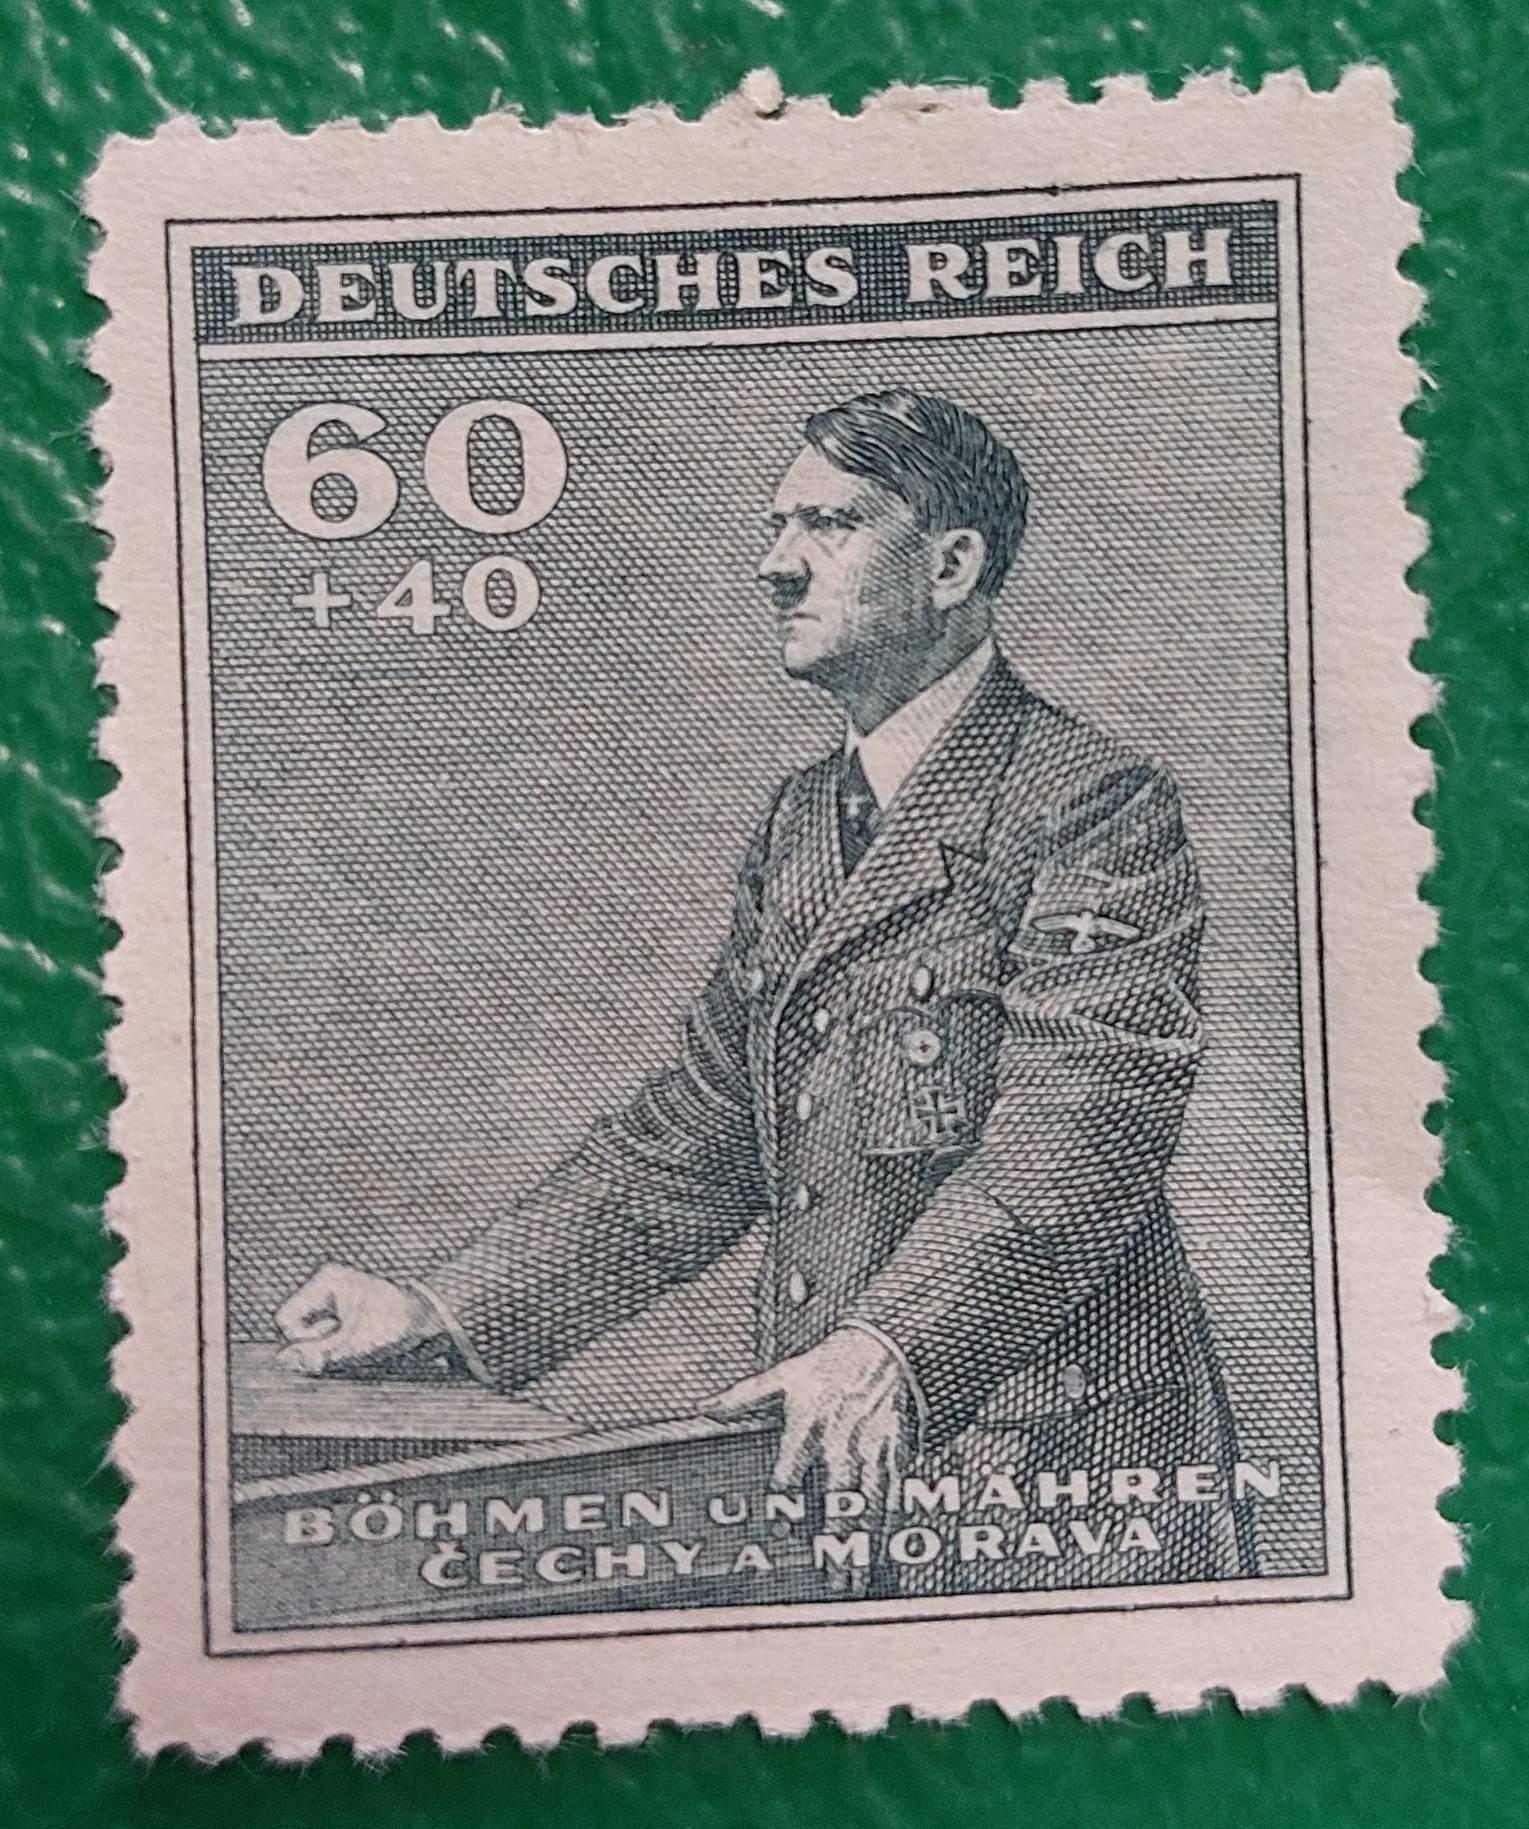 DEUTSCHES REICH
60
+40
BÖHMEN UND MÄHREN
ČECHY A MORAVA